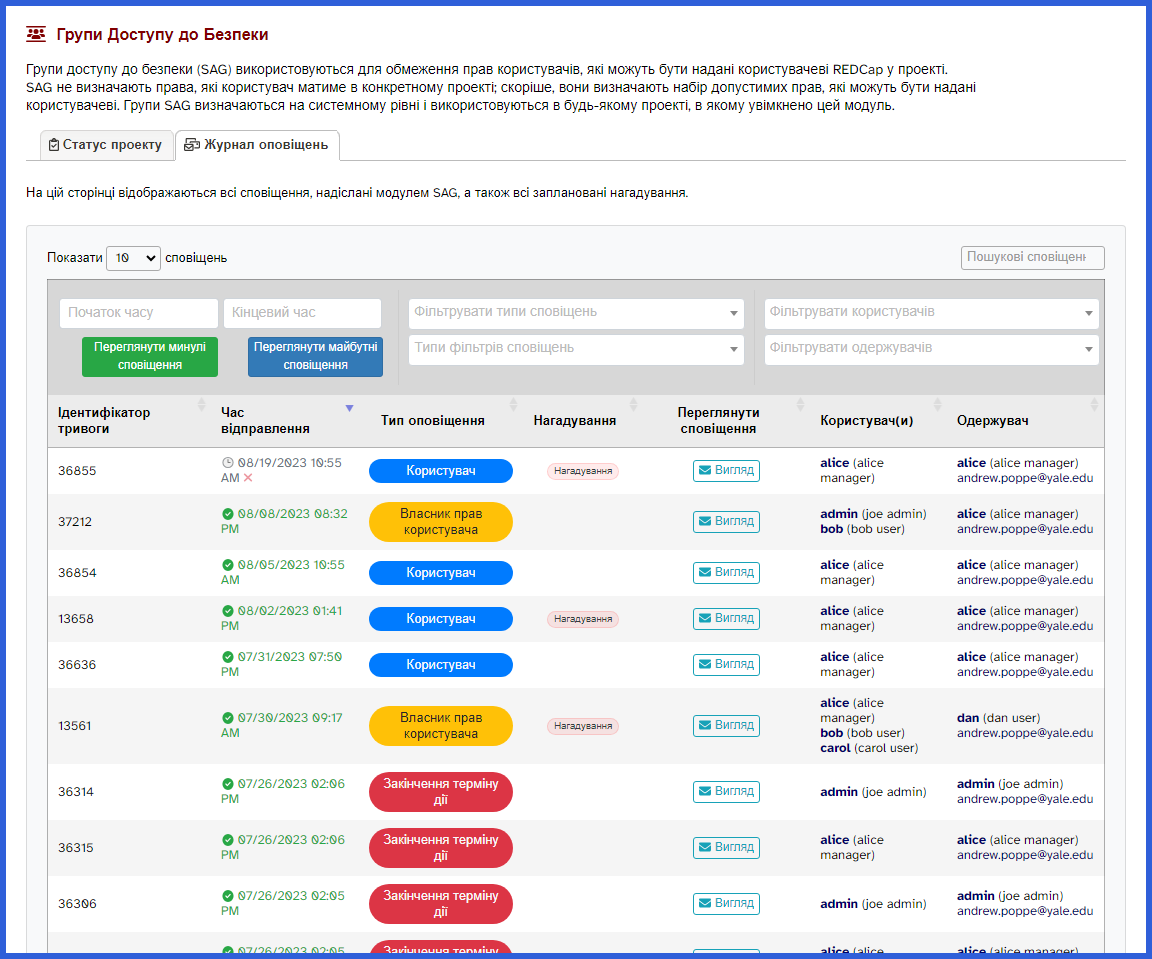 Групи Доступу до Безпеки
Групи доступу до безпеки (SAG) використовуються для обмеження прав користувачів, які можуть бути надані користувачеві REDCap у проекті.
SAG не визначають права, які користувач матиме в конкретному проекті; скоріше, вони визначають набір допустимих прав, які можуть бути надані
користувачеві. Групи SAG визначаються на системному рівні і використовуються в будь-якому проекті, в якому увімкнено цей модуль.
Статус проекту Журнал оповіщень
На цій сторінці відображаються всі сповіщення, надіслані модулем SAG, а також всі заплановані нагадування.
Показати 10 сповіщень Пошукові сповіщенн
Початок часу Кінцевий час Фільтрувати типи сповіщень Фільтрувати користувачів
Переглянути минулі сповіщення Переглянути майбутні сповіщення Типи фільтрів сповіщень Фільтрувати одержувачів
Ідентифікатор тривоги Час відправлення Тип оповіщення Нагадування Переглянути сповіщення Користувач(и) Одержувач
36855 08/19/2023 10:55 AM Користувач Нагадування Вигляд alice (alice manager) alice (alice manager) andrew.poppe@yale.edu
37212 08/08/2023 08:32 PM Власник прав користувача Вигляд admin (joe admin) bob (bob user) alice (alice manager) andrew.poppe@yale.edu
36854 08/05/2023 10:55 AM Користувач Вигляд alice (alice manager) alice (alice manager) andrew.poppe@yale.edu
13658 08/02/2023 01:41 PM Користувач Нагадування Вигляд alice (alice manager) alice (alice manager) andrew.poppe@yale.edu
36636 07/31/2023 07:50 PM Користувач Вигляд alice (alice manager) alice (alice manager) andrew.poppe@yale.edu
13561 07/30/2023 09:17 AM Власник прав користувача Нагадування Вигляд alice (alice manager) bob (bob user) carol (carol user) dan (dan user) andrew.poppe@yale.edu
36314 07/26/2023 02:06 PM Закінчення терміну дії Вигляд admin (joe admin) admin (joe admin) andrew.poppe@yale.edu
36315 07/26/2023 02:06 PM Закінчення терміну дії Вигляд alice (alice manager) alice (alice manager) andrew.poppe@yale.edu
36306 07/26/2023 02:05 PM Закінчення терміну дії Вигляд admin (joe admin) admin (joe admin) andrew.poppe@yale.edu
07/26/2023 02:05 Закінчення терміну alice (alice alice (alice manager)